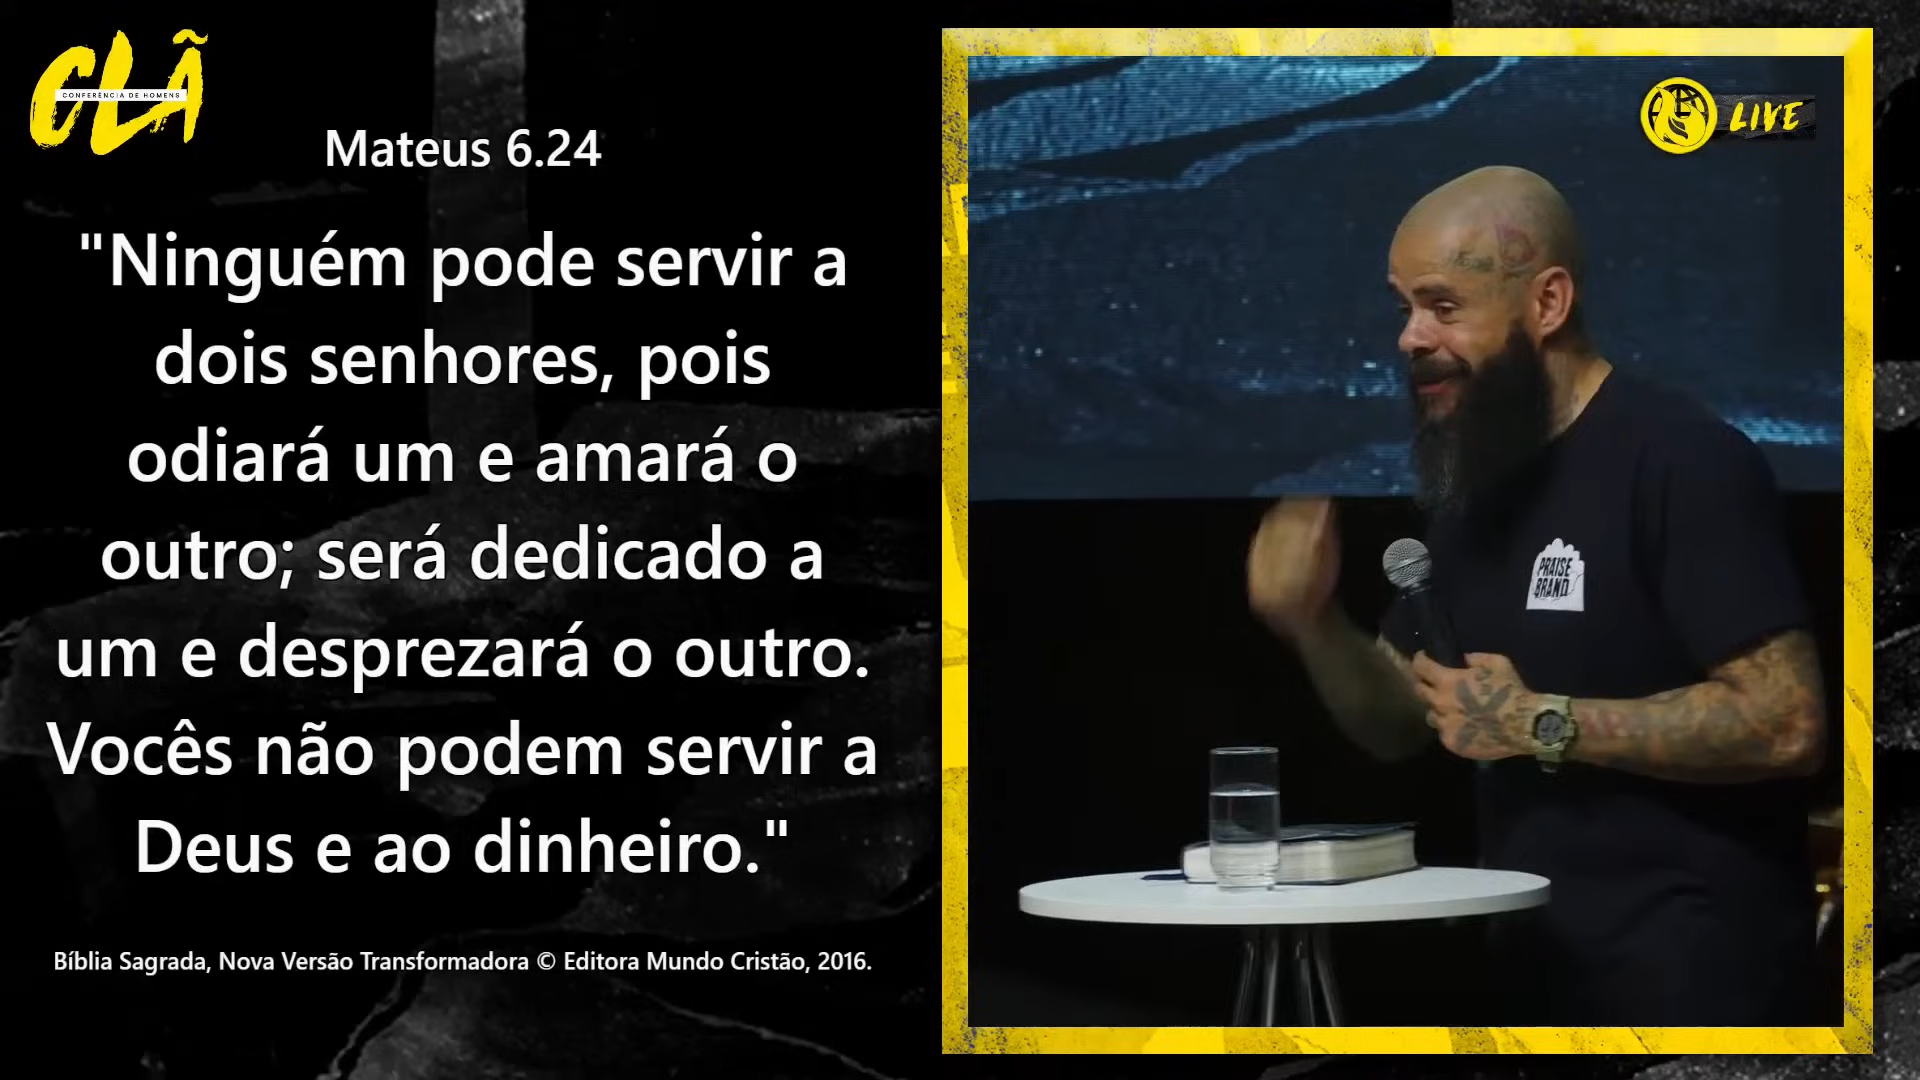 CLÃ
CONFERÊNCIA DE HOMENS
Mateus 6.24
"Ninguém pode servir a
dois senhores, pois
odiará um e amará o
outro; será dedicado a
um e desprezará o outro.
Vocês não podem servir a
Deus e ao dinheiro."
Bíblia Sagrada, Nova Versão Transformadora © Editora Mundo Cristão, 2016.
LIVE
PRAISE
BRAND